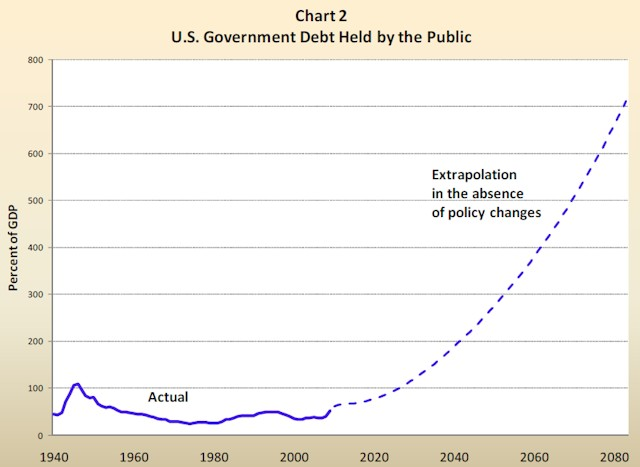 Chart 2
U.S. Government Debt Held by the Public
800
700
600
500
400
300
200
100
0
Percent of GDP
Extrapolation
in the absence
of policy changes
Actual
1940 1960 1980 2000 2020 2040 2060 2080